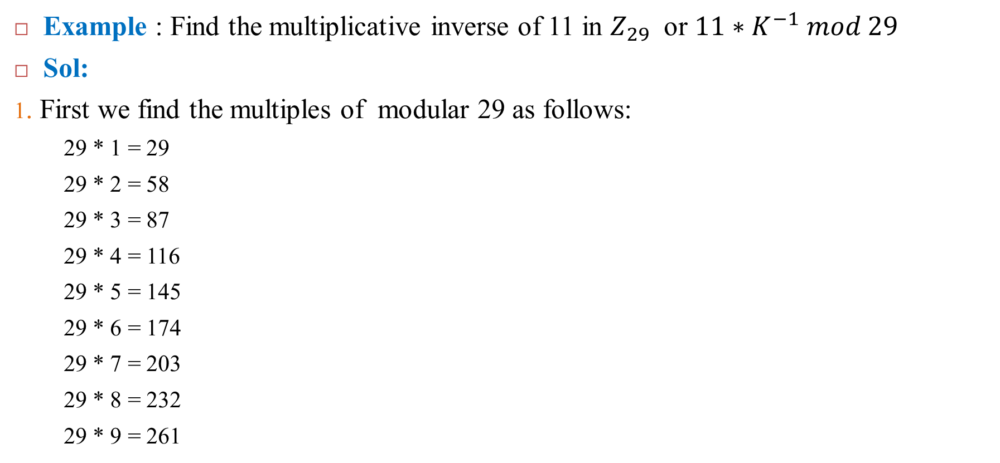 Example : Find the multiplicative inverse of 11 in Z₂₉ or 11 ∗ K⁻¹ mod 29
Sol:
1. First we find the multiples of modular 29 as follows:
29 * 1 = 29
29 * 2 = 58
29 * 3 = 87
29 * 4 = 116
29 * 5 = 145
29 * 6 = 174
29 * 7 = 203
29 * 8 = 232
29 * 9 = 261